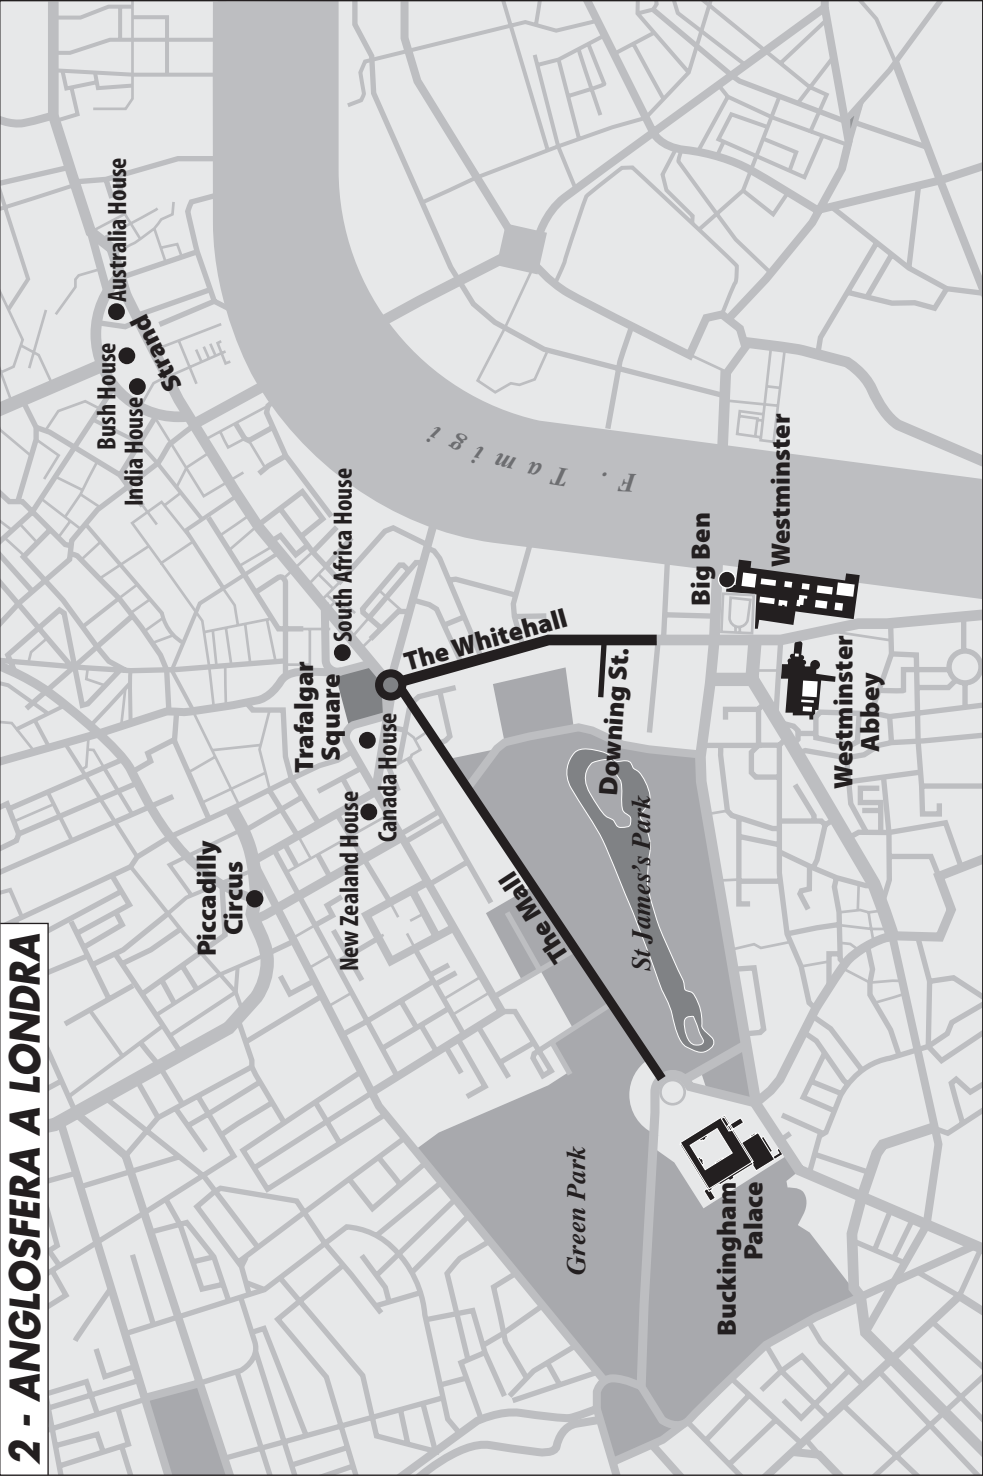 2 - ANGLOSFERA A LONDRA
Piccadilly
Circus
New Zealand House
Canada House
Trafalgar
Square
South Africa House
India House
Bush House
Australia House
Strand
F. Tamigi
The Whitehall
The Mall
Downing St.
St James's Park
Green Park
Buckingham
Palace
Big Ben
Westminster
Westminster
Abbey